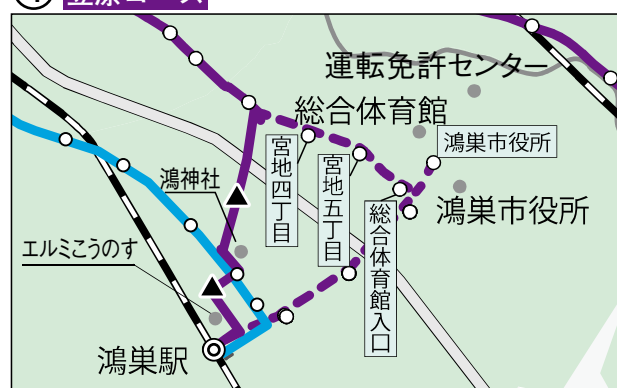 運転免許センター
総合体育館
鴻巣市役所
宮地四丁目
宮地五丁目
鴻神社
総合体育館入口
鴻巣市役所
エルミこうのす
鴻巣駅